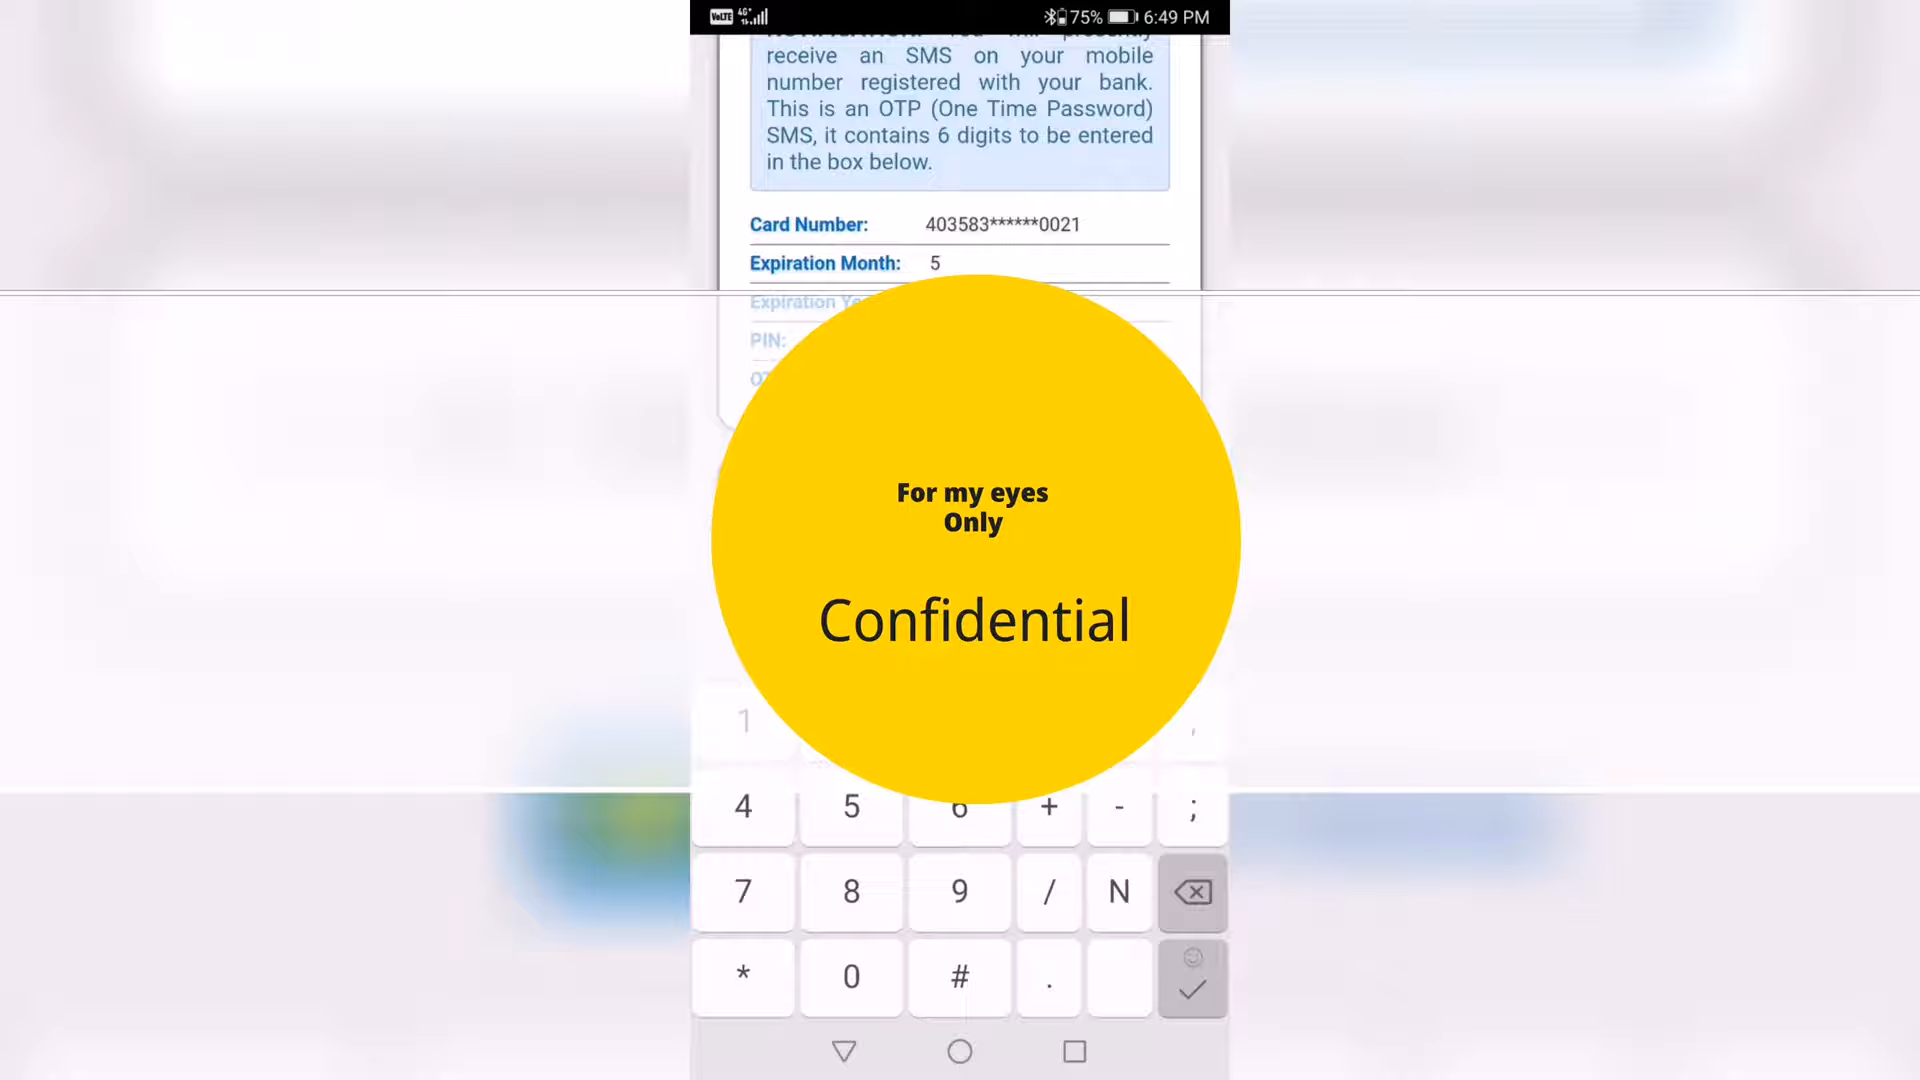 VoLTE 4G+ 75% 6:49 PM
receive an SMS on your mobile
number registered with your bank.
This is an OTP (One Time Password)
SMS, it contains 6 digits to be entered
in the box below.
Card Number: 403583******0021
Expiration Month: 5
Expiration
PIN:
For my eyes
Only
Confidential
1 ,
4 5 6 + - ;
7 8 9 / N
* 0 # .